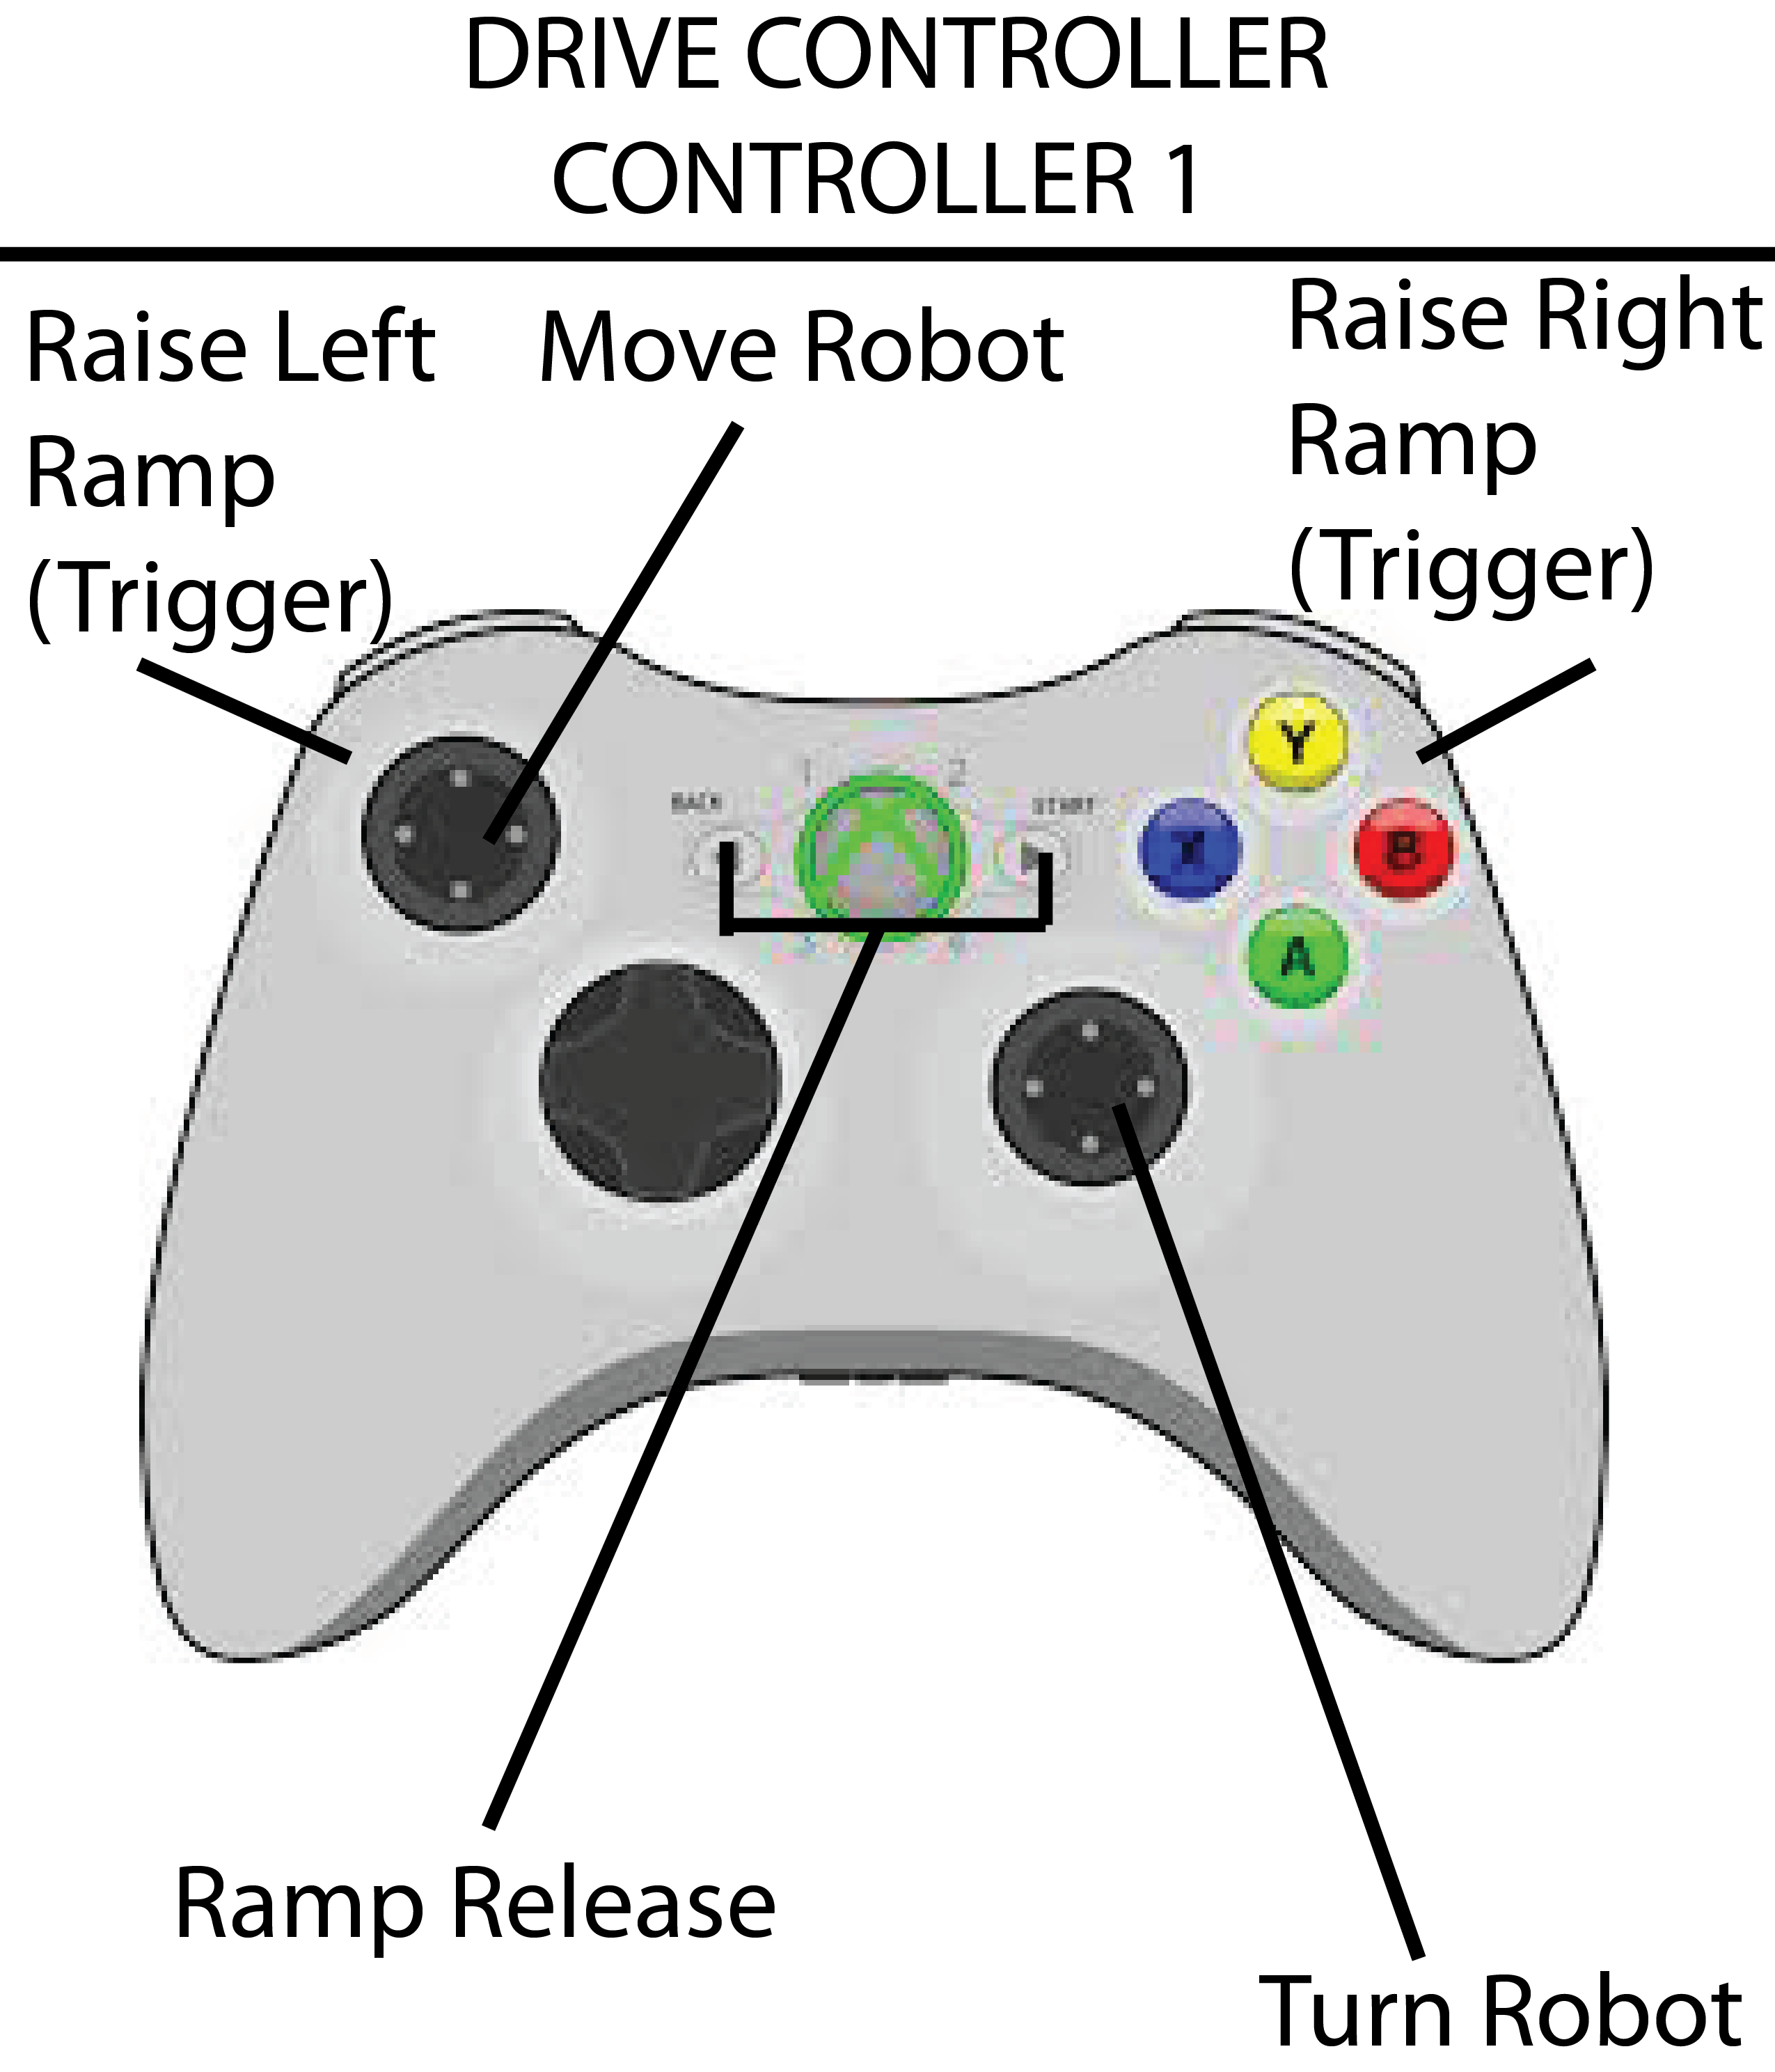 DRIVE CONTROLLER
CONTROLLER 1
Raise Left
Ramp
(Trigger)
Move Robot
Raise Right
Ramp
(Trigger)
1
2
BACK
START
Y
X
B
A
Ramp Release
Turn Robot